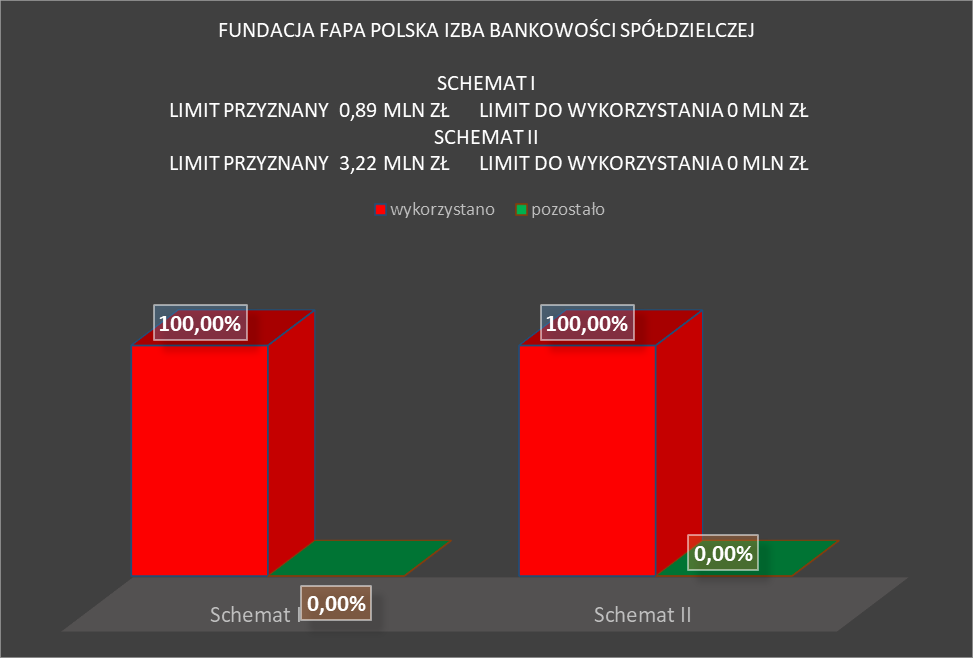 FUNDACJA FAPA POLSKA IZBA BANKOWOŚCI SPÓŁDZIELCZEJ
SCHEMAT I
LIMIT PRZYZNANY 0,89 MLN ZŁ LIMIT DO WYKORZYSTANIA 0 MLN ZŁ
SCHEMAT II
LIMIT PRZYZNANY 3,22 MLN ZŁ LIMIT DO WYKORZYSTANIA 0 MLN ZŁ
wykorzystano pozostało
100,00% 100,00%
0,00%
0,00%
Schemat I Schemat II